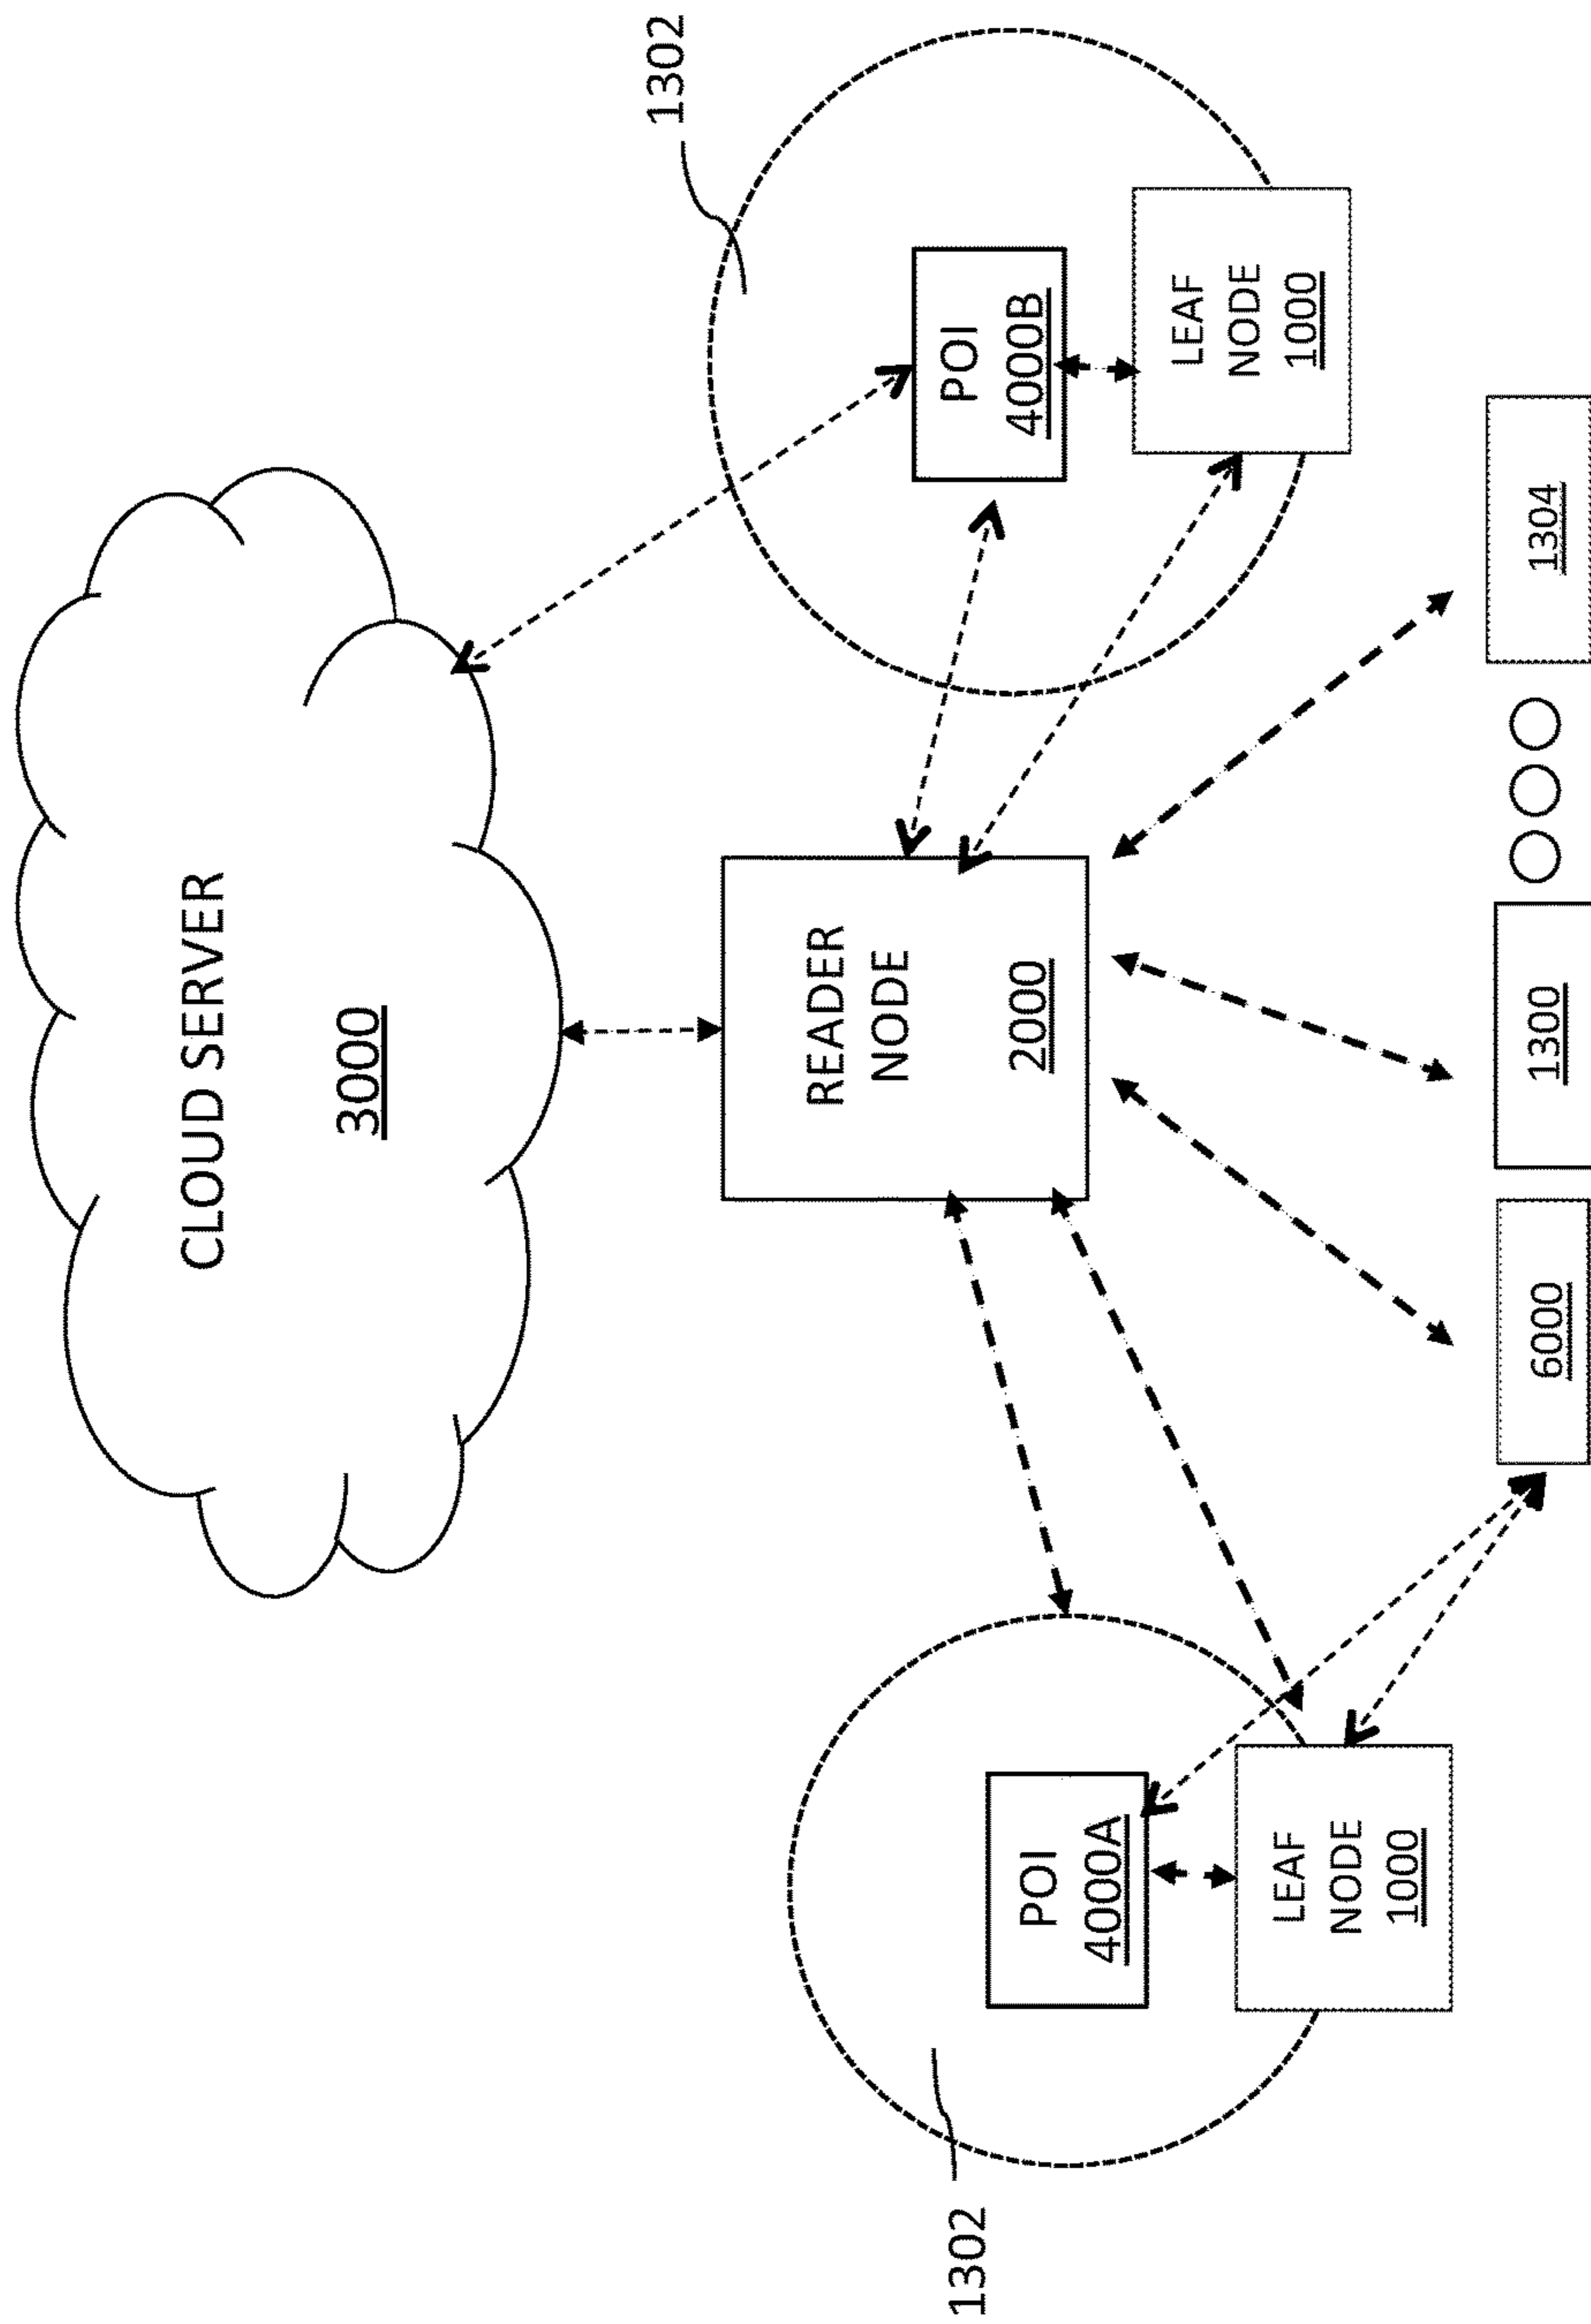 CLOUD SERVER
3000
1302
READER
NODE
2000
POI
4000B
LEAF
NODE
1000
1302
POI
4000A
LEAF
NODE
1000
6000
1300
1304